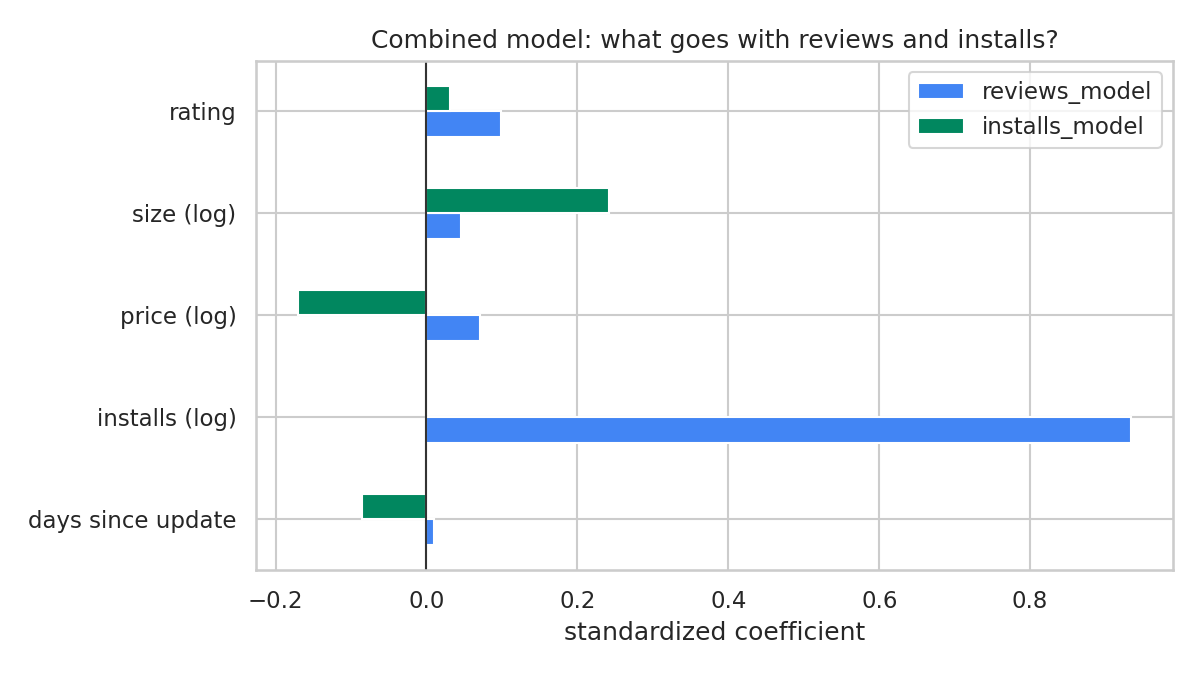 Combined model: what goes with reviews and installs?
reviews_model
installs_model
rating
size (log)
price (log)
installs (log)
days since update
−0.2 0.0 0.2 0.4 0.6 0.8
standardized coefficient